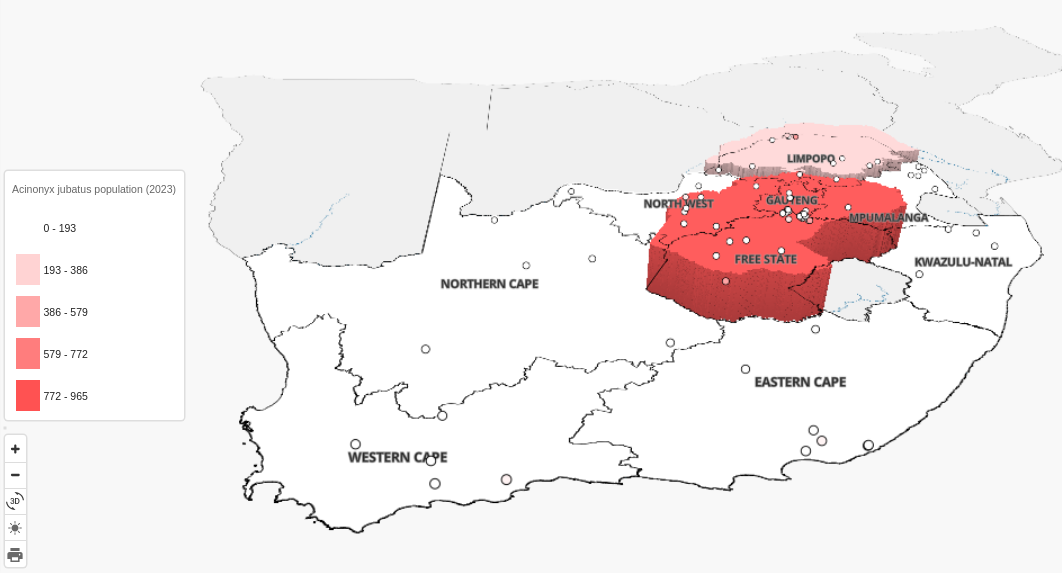 Acinonyx jubatus population (2023)
0 - 193
193 - 386
386 - 579
579 - 772
772 - 965
3D
LIMPOPO
NORTH WEST
GAUTENG
MPUMALANGA
FREE STATE
KWAZULU-NATAL
NORTHERN CAPE
EASTERN CAPE
WESTERN CAPE